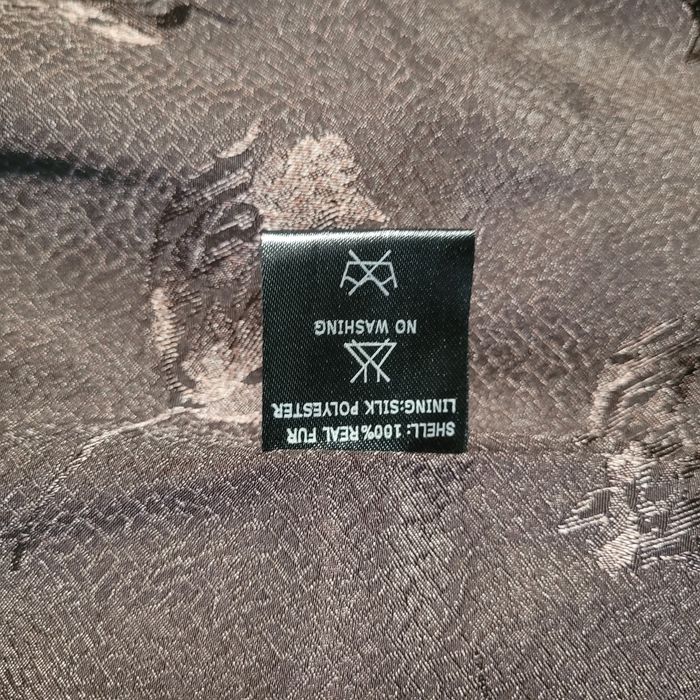 SHELL: 100%REAL FUR
LINING:SILK POLYESTER
NO WASHING